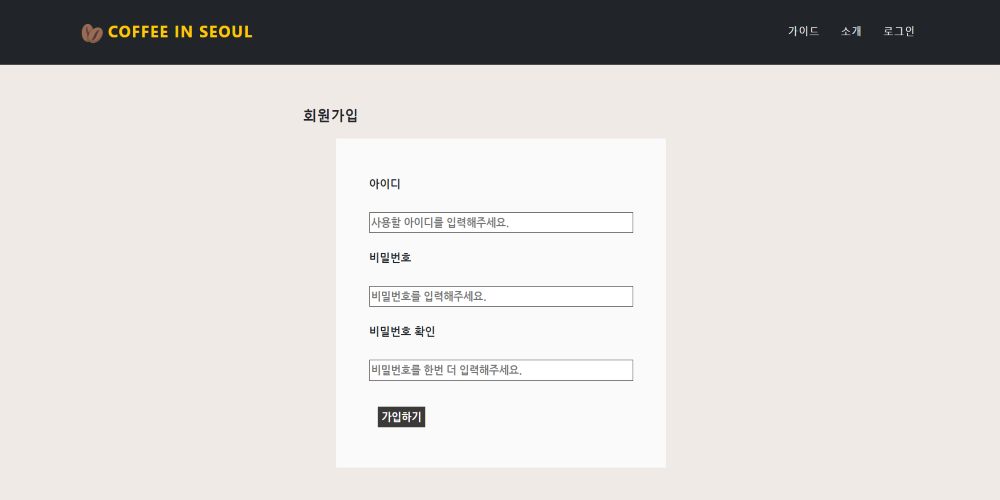 COFFEE IN SEOUL
가이드 소개 로그인
회원가입
아이디
사용할 아이디를 입력해주세요.
비밀번호
비밀번호를 입력해주세요.
비밀번호 확인
비밀번호를 한번 더 입력해주세요.
가입하기